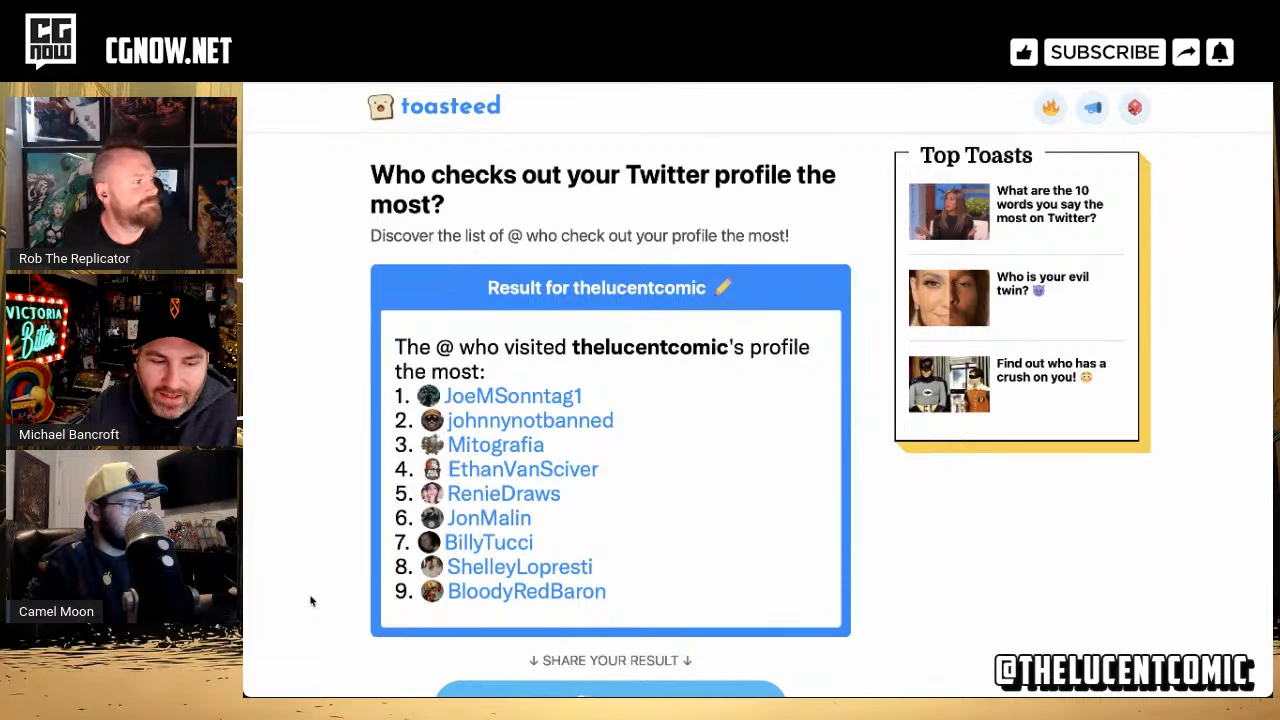 CG
NOW
CGNOW.NET
SUBSCRIBE
toasteed
Who checks out your Twitter profile the
most?
Discover the list of @ who check out your profile the most!
Result for thelucentcomic
The @ who visited thelucentcomic's profile
the most:
1. JoeMSonntag1
2. johnnynotbanned
3. Mitografia
4. EthanVanSciver
5. RenieDraws
6. JonMalin
7. BillyTucci
8. ShelleyLopresti
9. BloodyRedBaron
↓ SHARE YOUR RESULT ↓
Top Toasts
What are the 10
words you say the
most on Twitter?
Who is your evil
twin? 😈
Find out who has a
crush on you! 😳
Rob The Replicator
VICTORIA
Bitter
Michael Bancroft
Camel Moon
@THELUCENTCOMIC